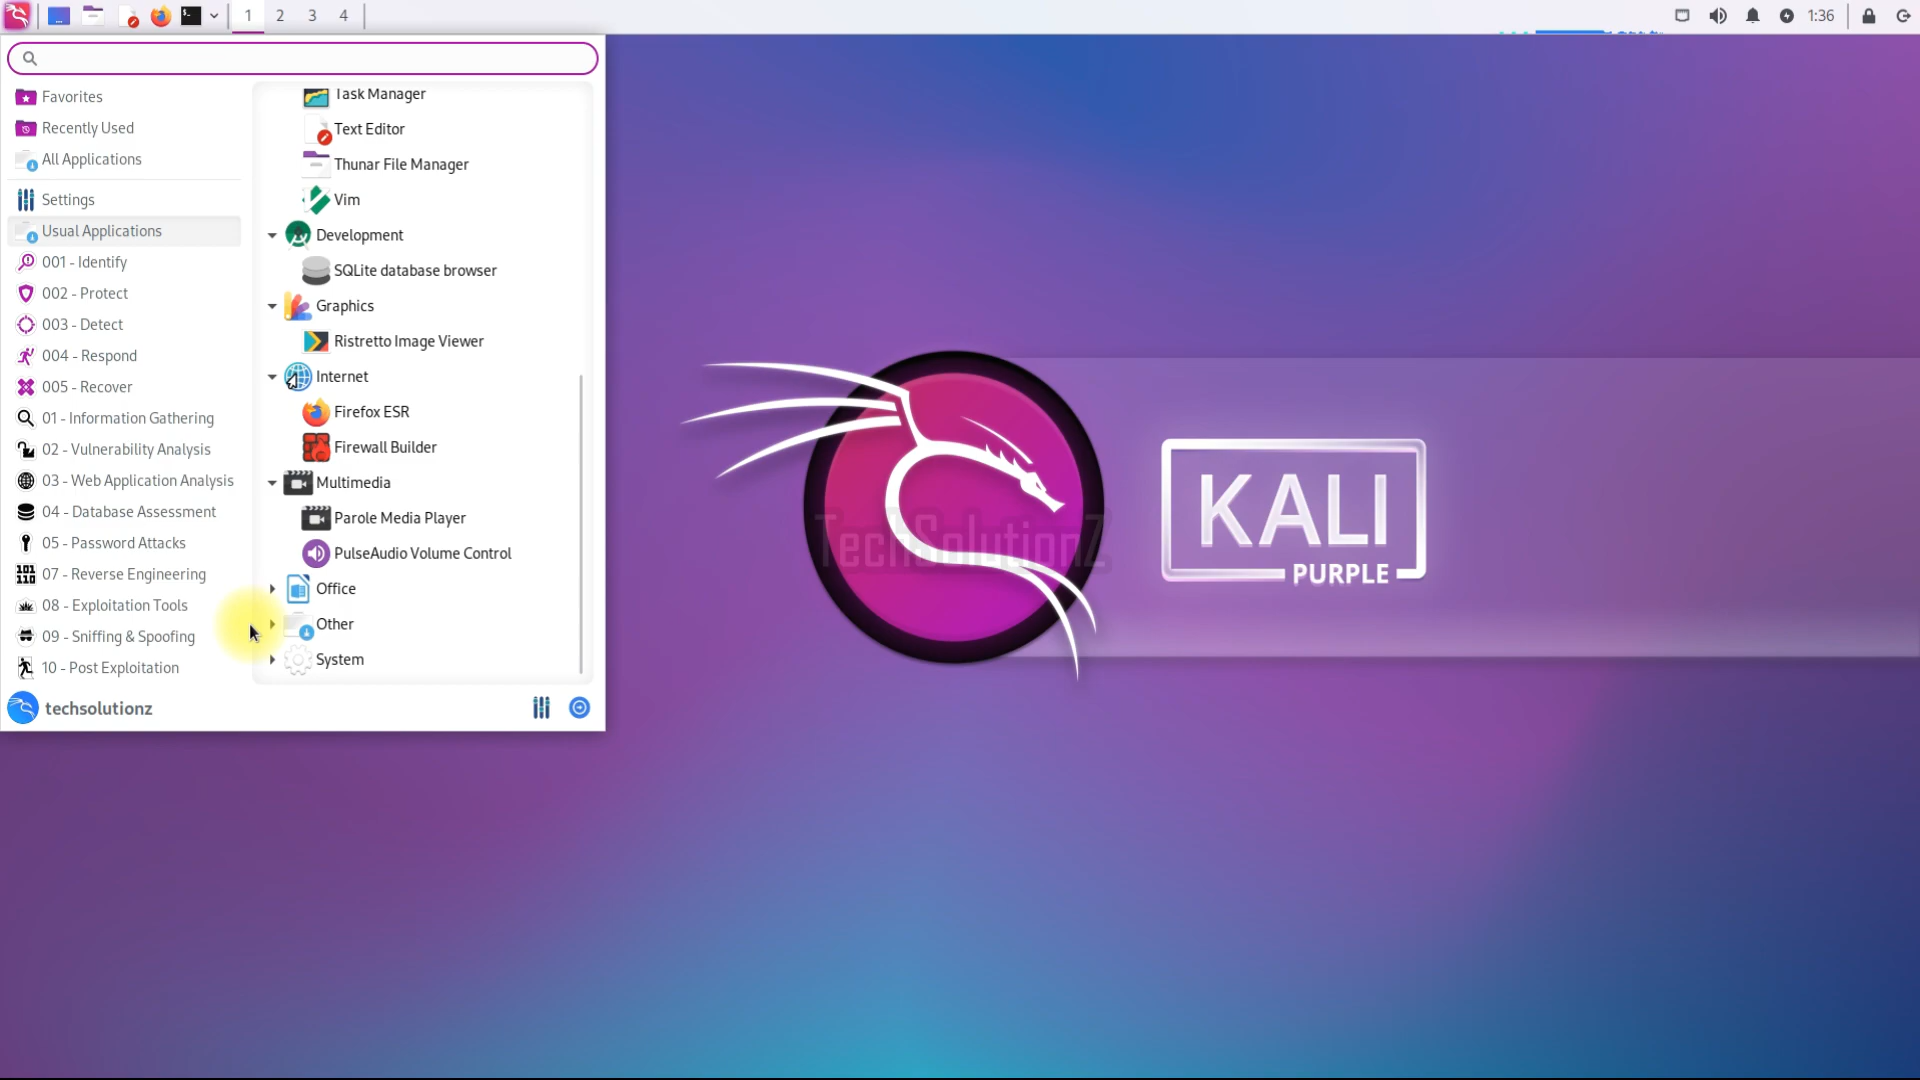 1 2 3 4
1:36
Favorites
Recently Used
All Applications
Settings
Usual Applications
001 - Identify
002 - Protect
003 - Detect
004 - Respond
005 - Recover
01 - Information Gathering
02 - Vulnerability Analysis
03 - Web Application Analysis
04 - Database Assessment
05 - Password Attacks
07 - Reverse Engineering
08 - Exploitation Tools
09 - Sniffing & Spoofing
10 - Post Exploitation
Task Manager
Text Editor
Thunar File Manager
Vim
Development
SQLite database browser
Graphics
Ristretto Image Viewer
Internet
Firefox ESR
Firewall Builder
Multimedia
Parole Media Player
PulseAudio Volume Control
Office
Other
System
techsolutionz
TechSolutionZ
KALI
PURPLE